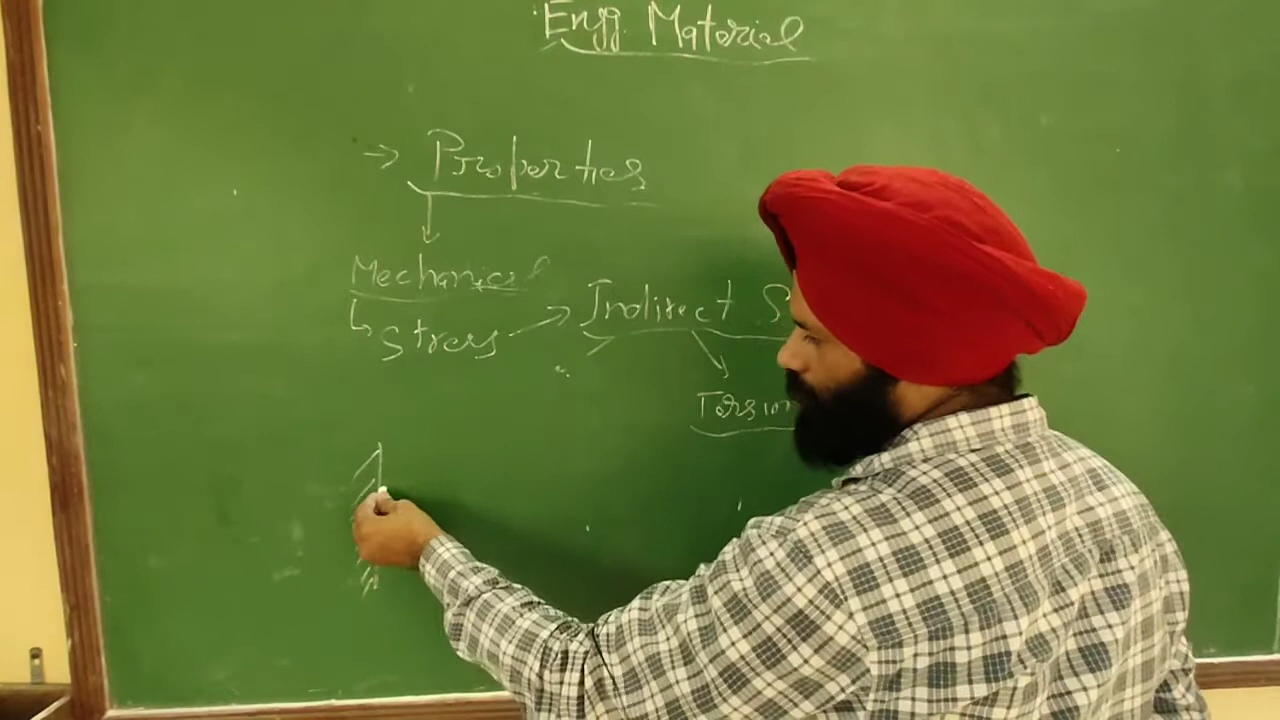 Engg. Material
→ Properties
Mechanical
Stress → Indirect S
Torsion